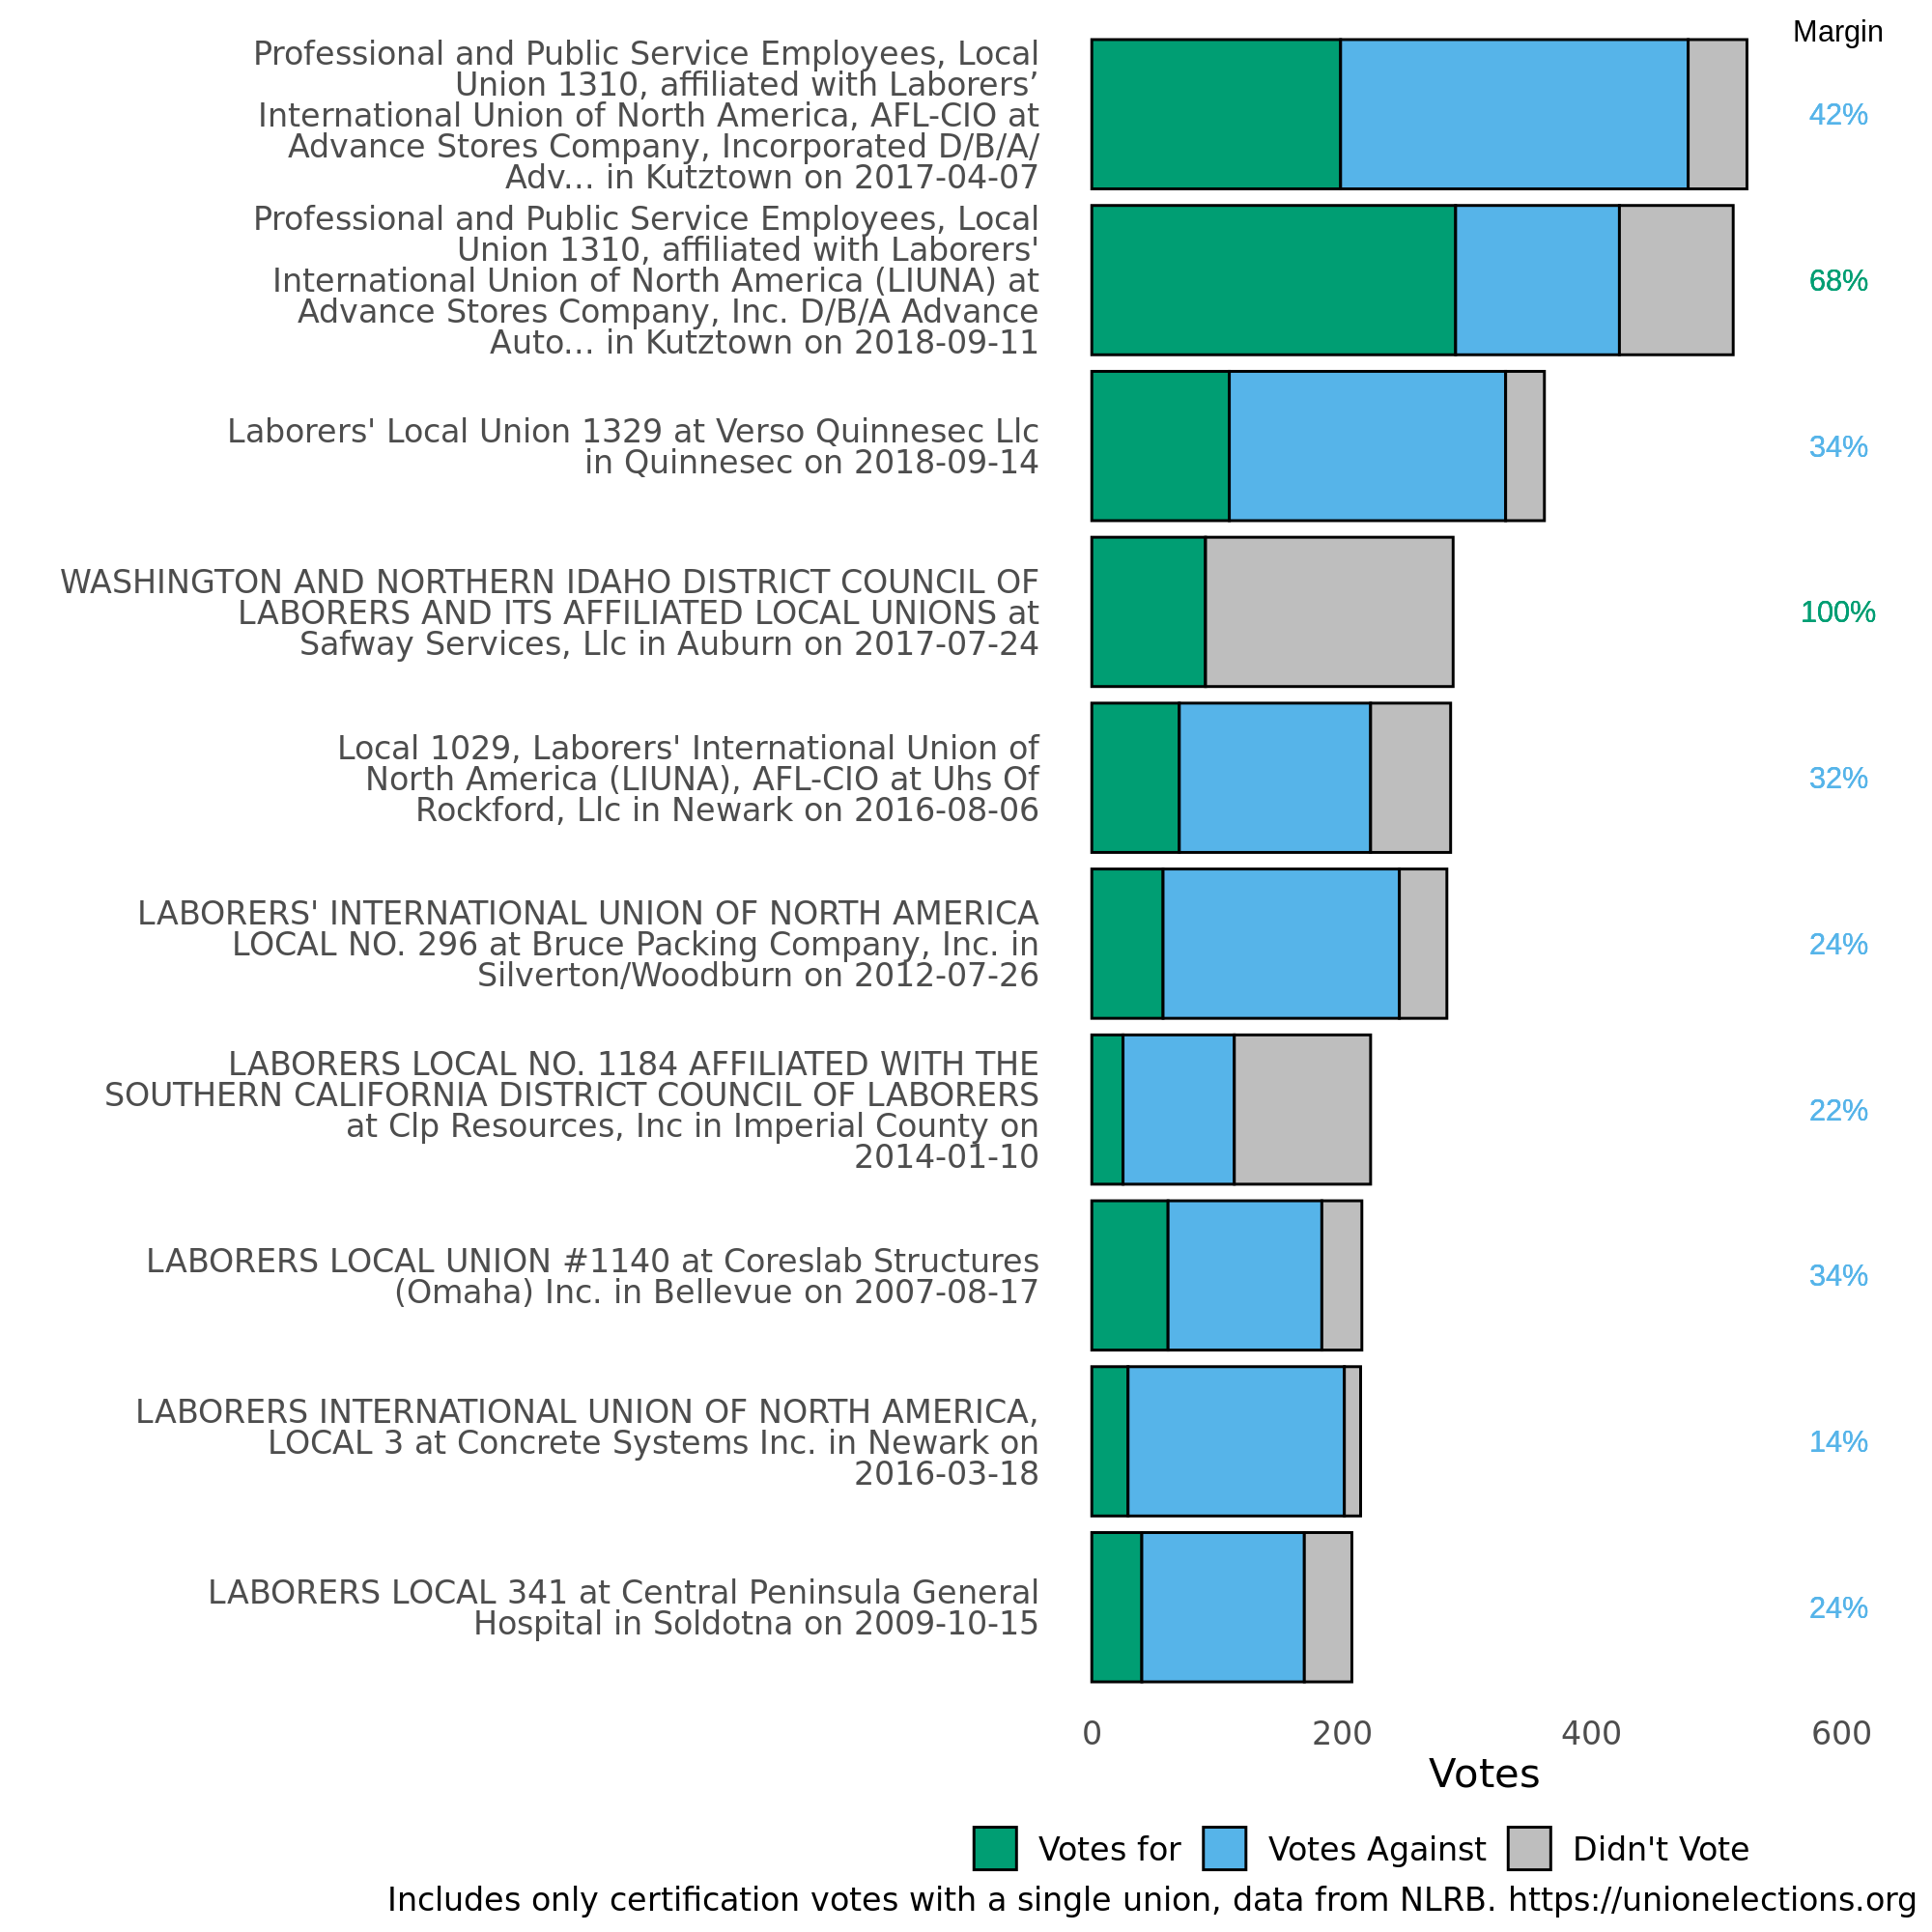 Margin
Professional and Public Service Employees, Local
Union 1310, affiliated with Laborers’
International Union of North America, AFL-CIO at
Advance Stores Company, Incorporated D/B/A/
Adv... in Kutztown on 2017-04-07
42%
Professional and Public Service Employees, Local
Union 1310, affiliated with Laborers'
International Union of North America (LIUNA) at
Advance Stores Company, Inc. D/B/A Advance
Auto... in Kutztown on 2018-09-11
68%
Laborers' Local Union 1329 at Verso Quinnesec Llc
in Quinnesec on 2018-09-14
34%
WASHINGTON AND NORTHERN IDAHO DISTRICT COUNCIL OF
LABORERS AND ITS AFFILIATED LOCAL UNIONS at
Safway Services, Llc in Auburn on 2017-07-24
100%
Local 1029, Laborers' International Union of
North America (LIUNA), AFL-CIO at Uhs Of
Rockford, Llc in Newark on 2016-08-06
32%
LABORERS' INTERNATIONAL UNION OF NORTH AMERICA
LOCAL NO. 296 at Bruce Packing Company, Inc. in
Silverton/Woodburn on 2012-07-26
24%
LABORERS LOCAL NO. 1184 AFFILIATED WITH THE
SOUTHERN CALIFORNIA DISTRICT COUNCIL OF LABORERS
at Clp Resources, Inc in Imperial County on
2014-01-10
22%
LABORERS LOCAL UNION #1140 at Coreslab Structures
(Omaha) Inc. in Bellevue on 2007-08-17
34%
LABORERS INTERNATIONAL UNION OF NORTH AMERICA,
LOCAL 3 at Concrete Systems Inc. in Newark on
2016-03-18
14%
LABORERS LOCAL 341 at Central Peninsula General
Hospital in Soldotna on 2009-10-15
24%
0 200 400 600
Votes
Votes for Votes Against Didn't Vote
Includes only certification votes with a single union, data from NLRB. https://unionelections.org